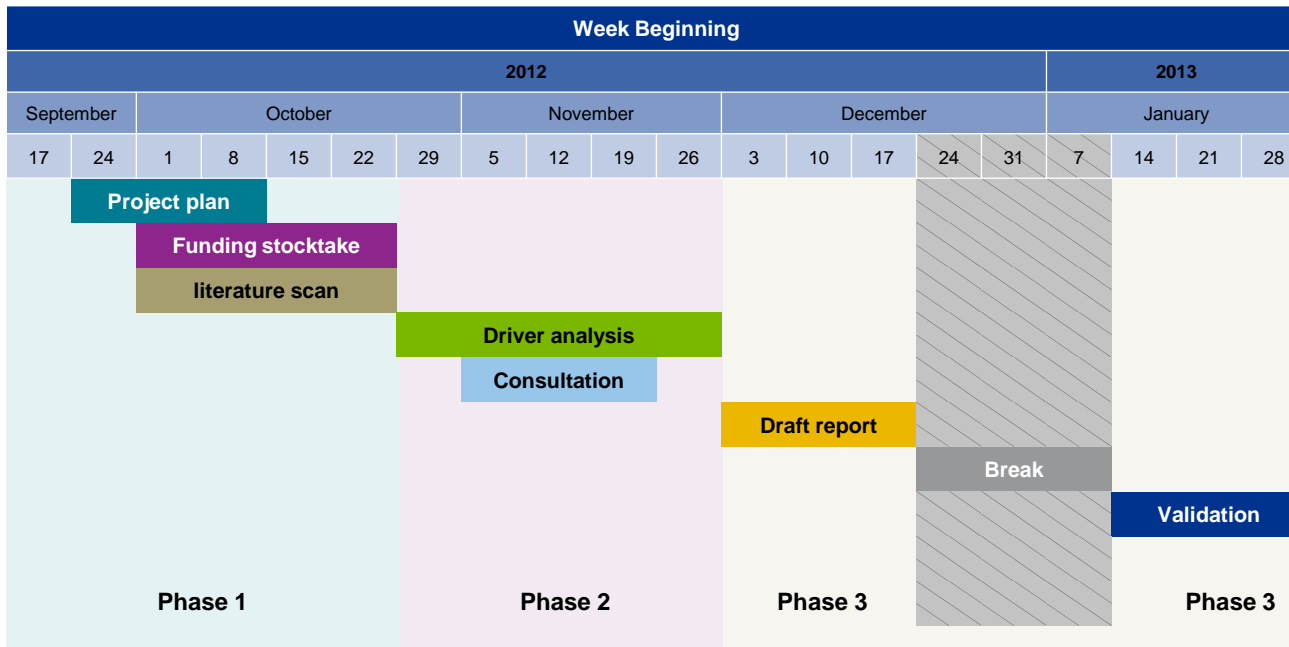 Week Beginning
2012 2013
September October November December January
17 24 1 8 15 22 29 5 12 19 26 3 10 17 24 31 7 14 21 28
Project plan
Funding stocktake
literature scan
Driver analysis
Consultation
Draft report
Break
Validation
Phase 1 Phase 2 Phase 3 Phase 3